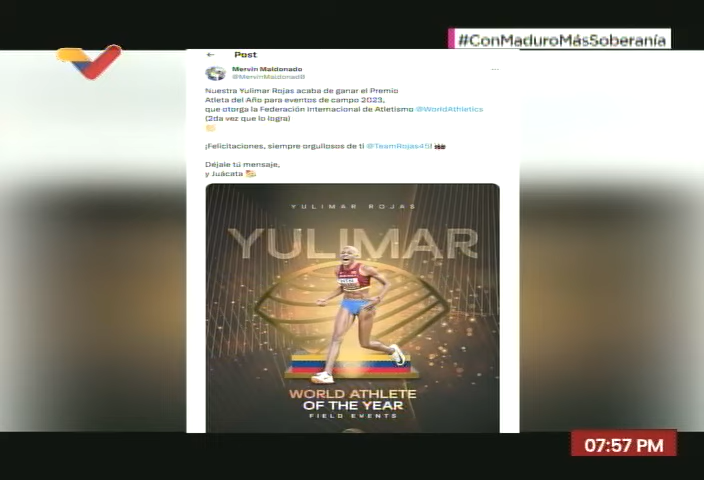 #ConMaduroMásSoberanía
← Post
Mervin Maldonado
@MervinMaldonad8
Nuestra Yulimar Rojas acaba de ganar el Premio
Atleta del Año para eventos de campo 2023,
que otorga la Federación Internacional de Atletismo @WorldAthletics
(2da vez que lo logra)
¡Felicitaciones, siempre orgullosos de ti @TeamRojas45!
Déjale tú mensaje,
y Juácata
YULIMAR ROJAS
YULIMAR
WORLD ATHLETE
OF THE YEAR
FIELD EVENTS
07:57 PM